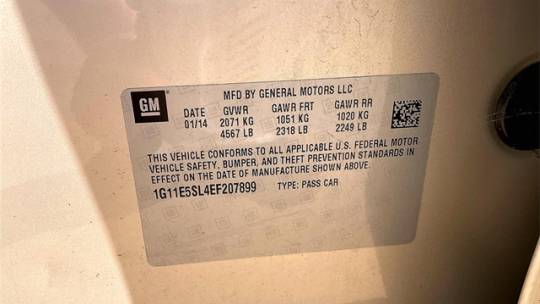 GM
MFD BY GENERAL MOTORS LLC
DATE GVWR GAWR FRT GAWR RR
01/14 2071 KG 1051 KG 1020 KG
4567 LB 2318 LB 2249 LB
THIS VEHICLE CONFORMS TO ALL APPLICABLE U.S. FEDERAL MOTOR
VEHICLE SAFETY, BUMPER, AND THEFT PREVENTION STANDARDS IN
EFFECT ON THE DATE OF MANUFACTURE SHOWN ABOVE.
1G11E5SL4EF207899 TYPE: PASS CAR